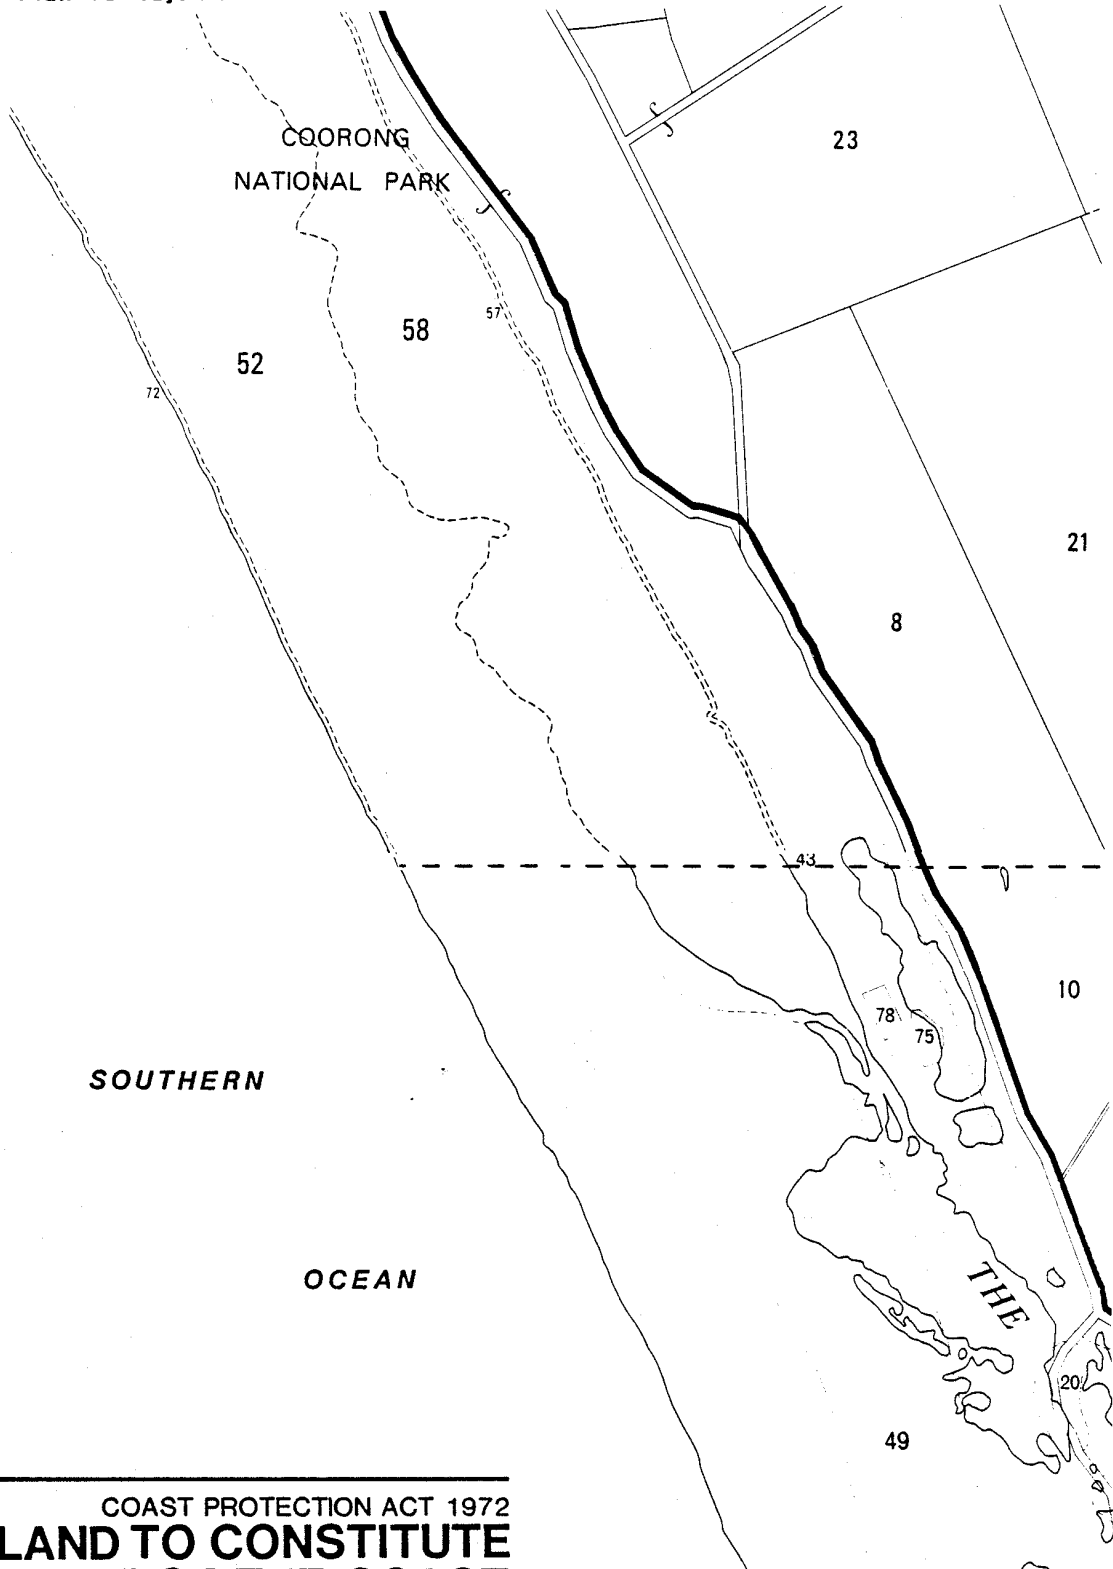 COORONG
NATIONAL PARK
23
57
58
52
72
21
8
43
10
78
75
SOUTHERN
THE
OCEAN
20
49
COAST PROTECTION ACT 1972
LAND TO CONSTITUTE